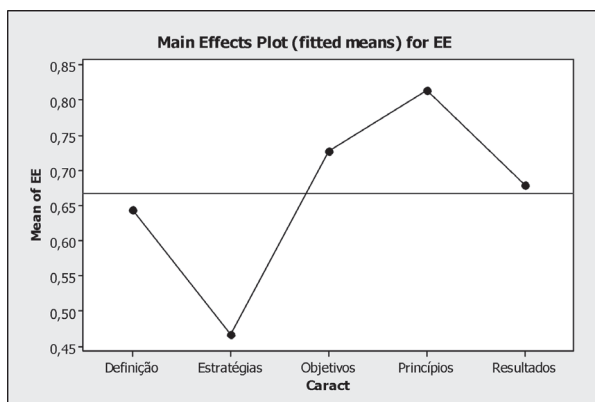 Main Effects Plot (fitted means) for EE
0,85
0,80
0,75
0,70
0,65
0,60
0,55
0,50
0,45
Mean of EE
Definição Estratégias Objetivos Princípios Resultados
Caract